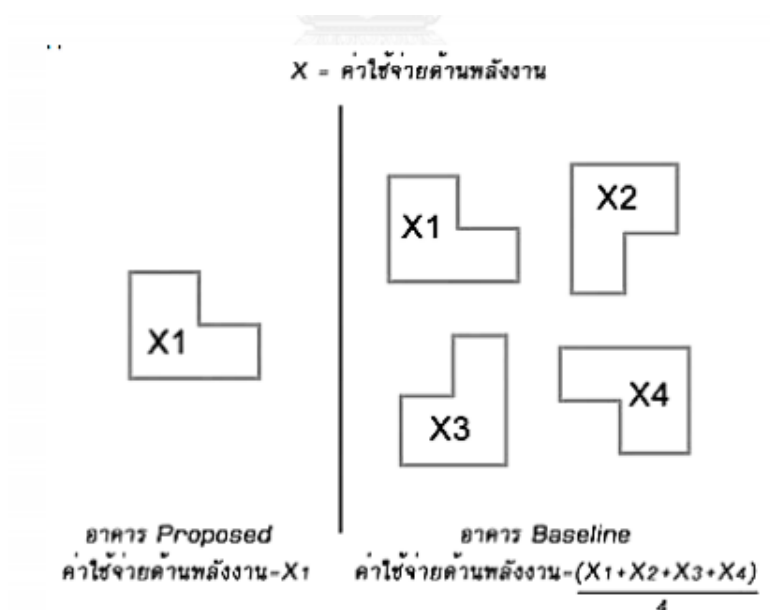 X = ค่าใช้จ่ายด้านพลังงาน
X1
X1
X2
X3
X4
อาคาร Proposed
ค่าใช้จ่ายด้านพลังงาน=X1
อาคาร Baseline
ค่าใช้จ่ายด้านพลังงาน=(X1+X2+X3+X4)
4